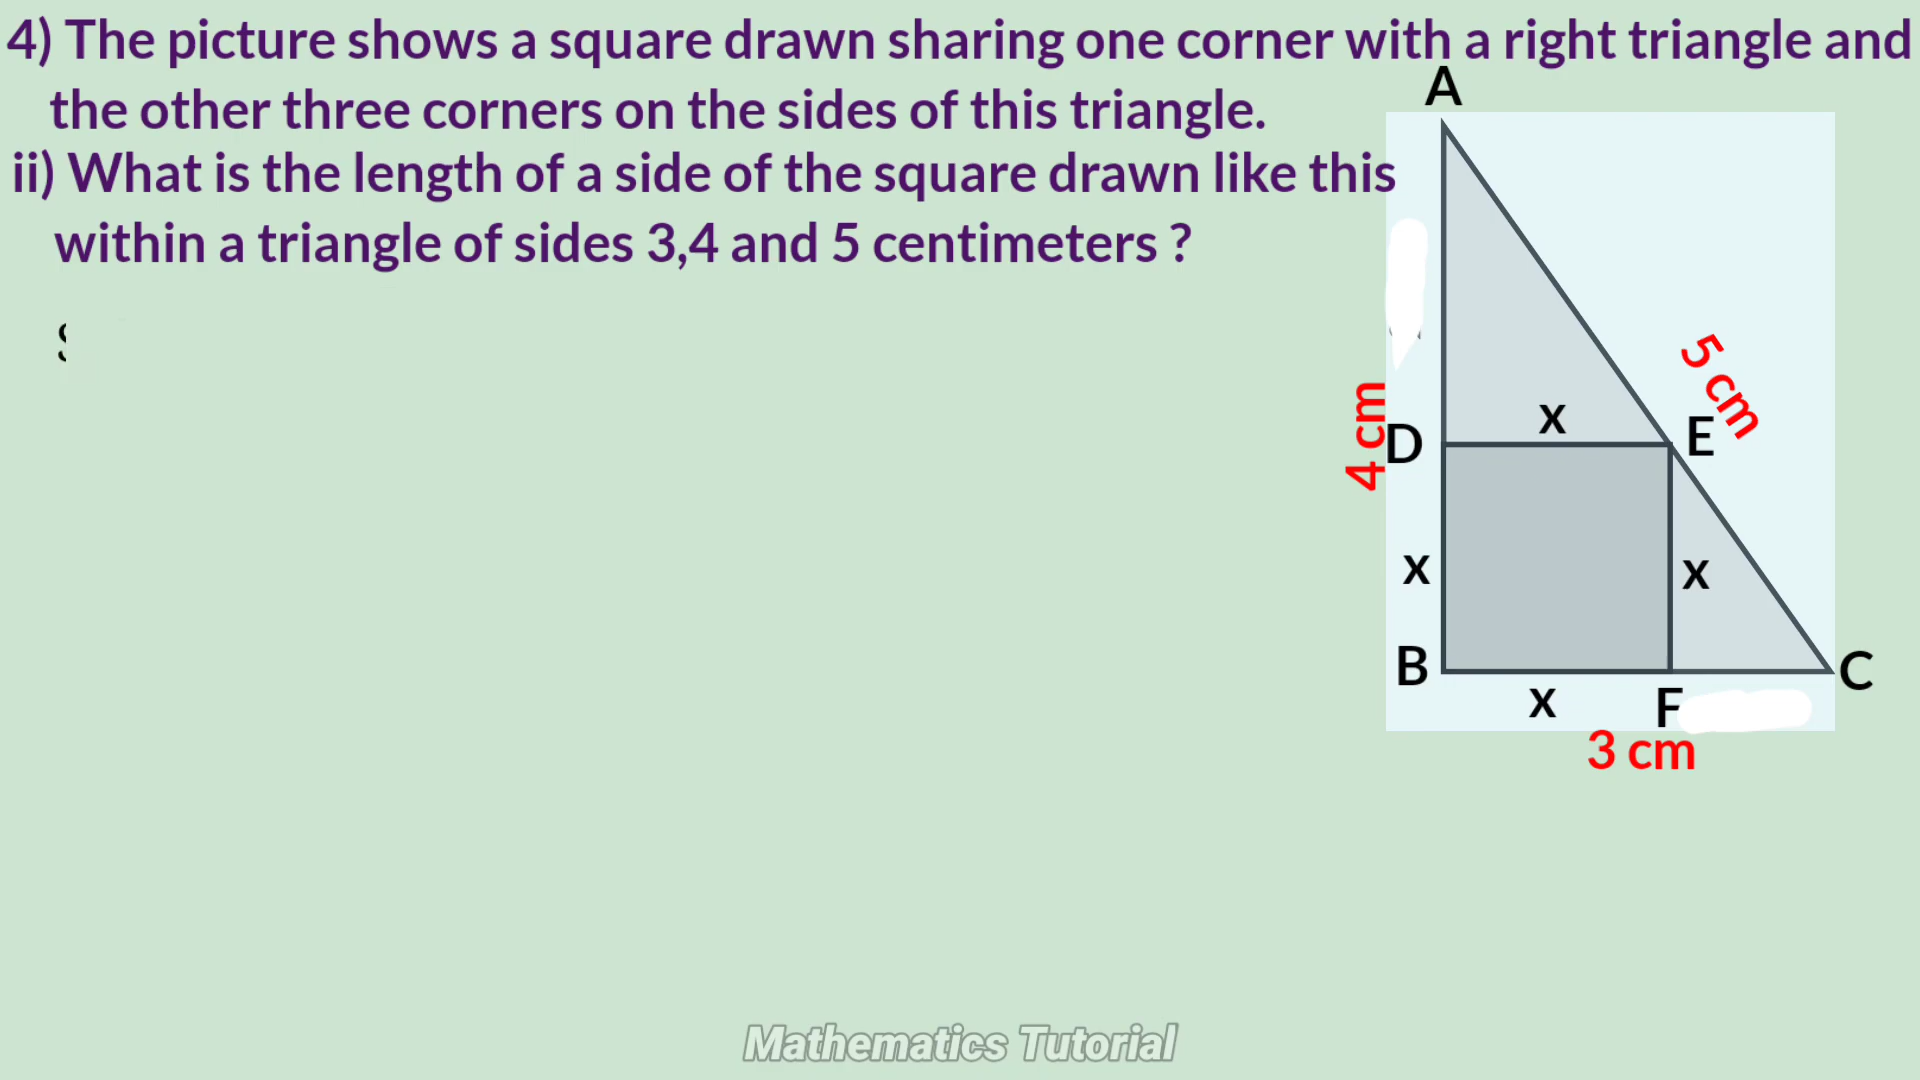 4) The picture shows a square drawn sharing one corner with a right triangle and
the other three corners on the sides of this triangle.
ii) What is the length of a side of the square drawn like this
within a triangle of sides 3,4 and 5 centimeters ?
A
5 cm
4 cm
D
x
E
x
x
B
C
x
F
3 cm
Mathematics Tutorial